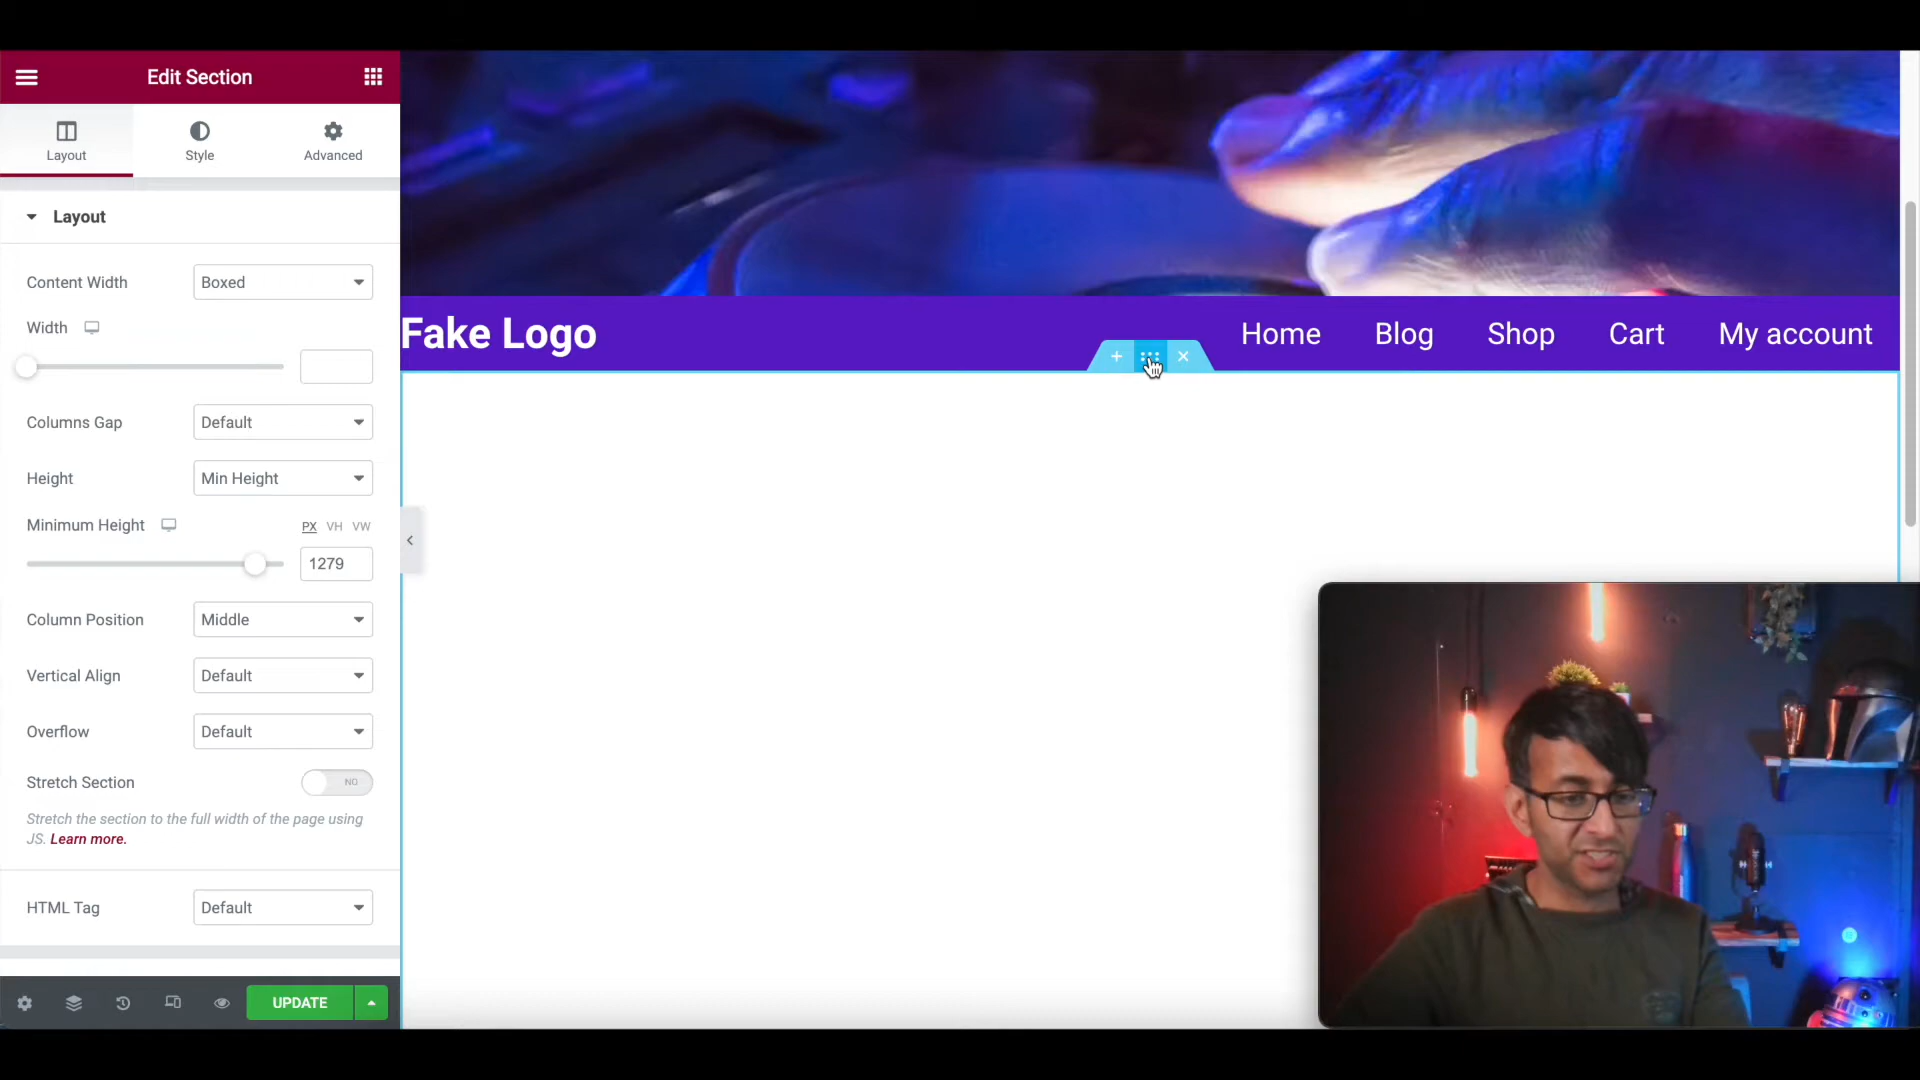 Edit Section
Layout
Style
Advanced
Layout
Content Width
Boxed
Width
Columns Gap
Default
Height
Min Height
Minimum Height
PX VH VW
1279
Column Position
Middle
Vertical Align
Default
Overflow
Default
Stretch Section
NO
Stretch the section to the full width of the page using
JS. Learn more.
HTML Tag
Default
UPDATE
Fake Logo
Home Blog Shop Cart My account